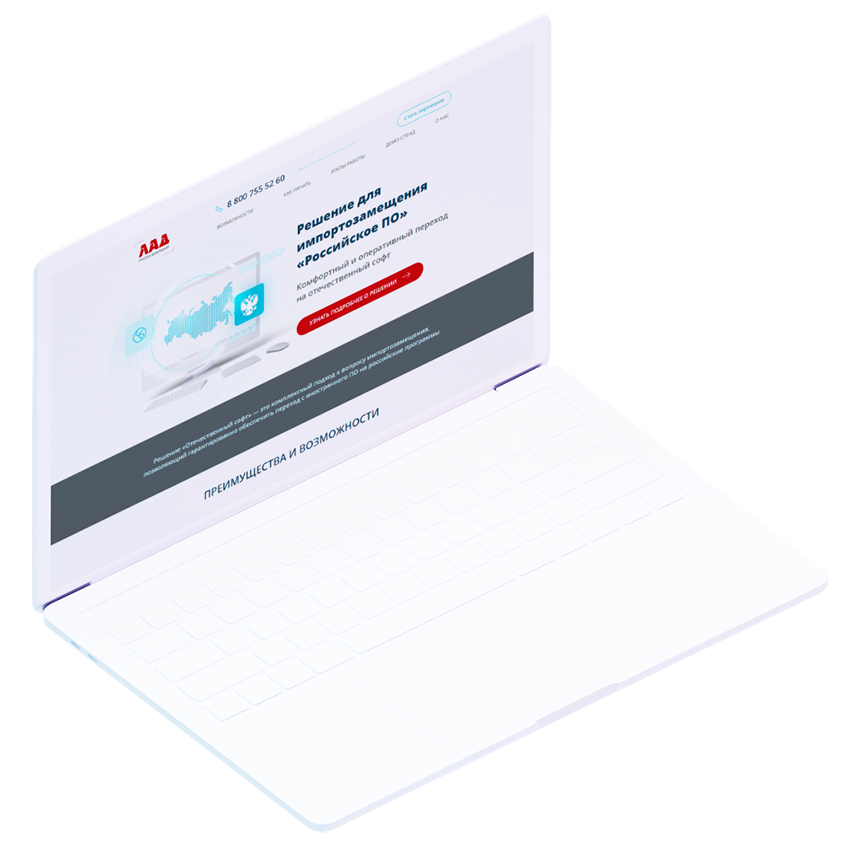 Стать партнером
8 800 755 52 60
ВОЗМОЖНОСТИ
КАК НАЧАТЬ
ЭТАПЫ РАБОТЫ
ДЕМО-СТЕНД
О НАС
ЛАД
Решение для
импортозамещения
«Российское ПО»
Комфортный и оперативный переход
на отечественный софт
УЗНАТЬ ПОДРОБНЕЕ О РЕШЕНИИ
Решение «Отечественный софт» — это комплексный подход к вопросу импортозамещения,
позволяющий гарантированно обеспечить переход с иностранного ПО на российские программы
ПРЕИМУЩЕСТВА И ВОЗМОЖНОСТИ